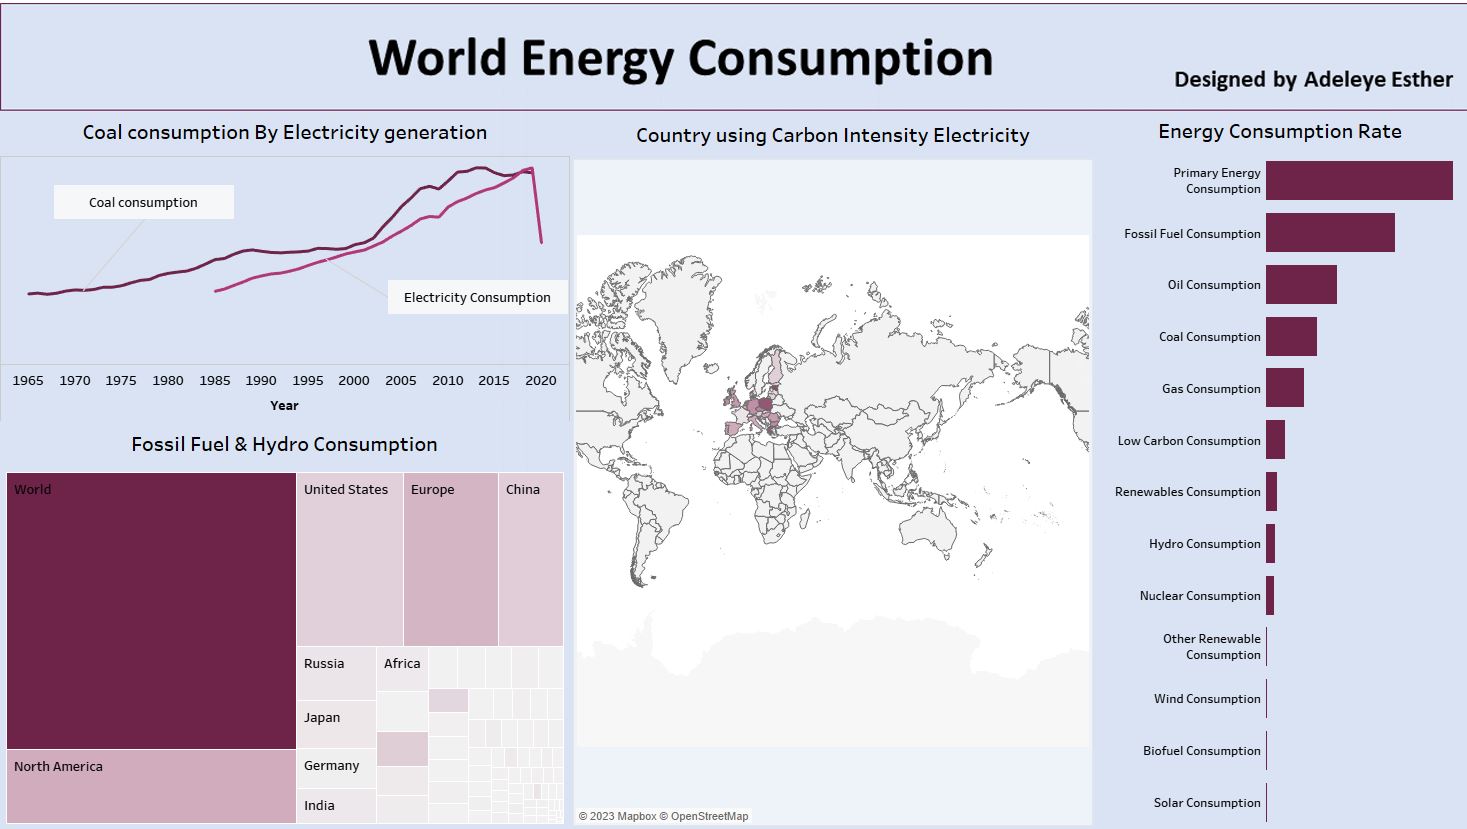 World Energy Consumption
Designed by Adeleye Esther
Coal consumption By Electricity generation
Coal consumption
Electricity Consumption
1965 1970 1975 1980 1985 1990 1995 2000 2005 2010 2015 2020
Year
Fossil Fuel & Hydro Consumption
World
United States
Europe
China
Russia
Africa
Japan
Germany
India
North America
Country using Carbon Intensity Electricity
© 2023 Mapbox © OpenStreetMap
Energy Consumption Rate
Primary Energy
Consumption
Fossil Fuel Consumption
Oil Consumption
Coal Consumption
Gas Consumption
Low Carbon Consumption
Renewables Consumption
Hydro Consumption
Nuclear Consumption
Other Renewable
Consumption
Wind Consumption
Biofuel Consumption
Solar Consumption